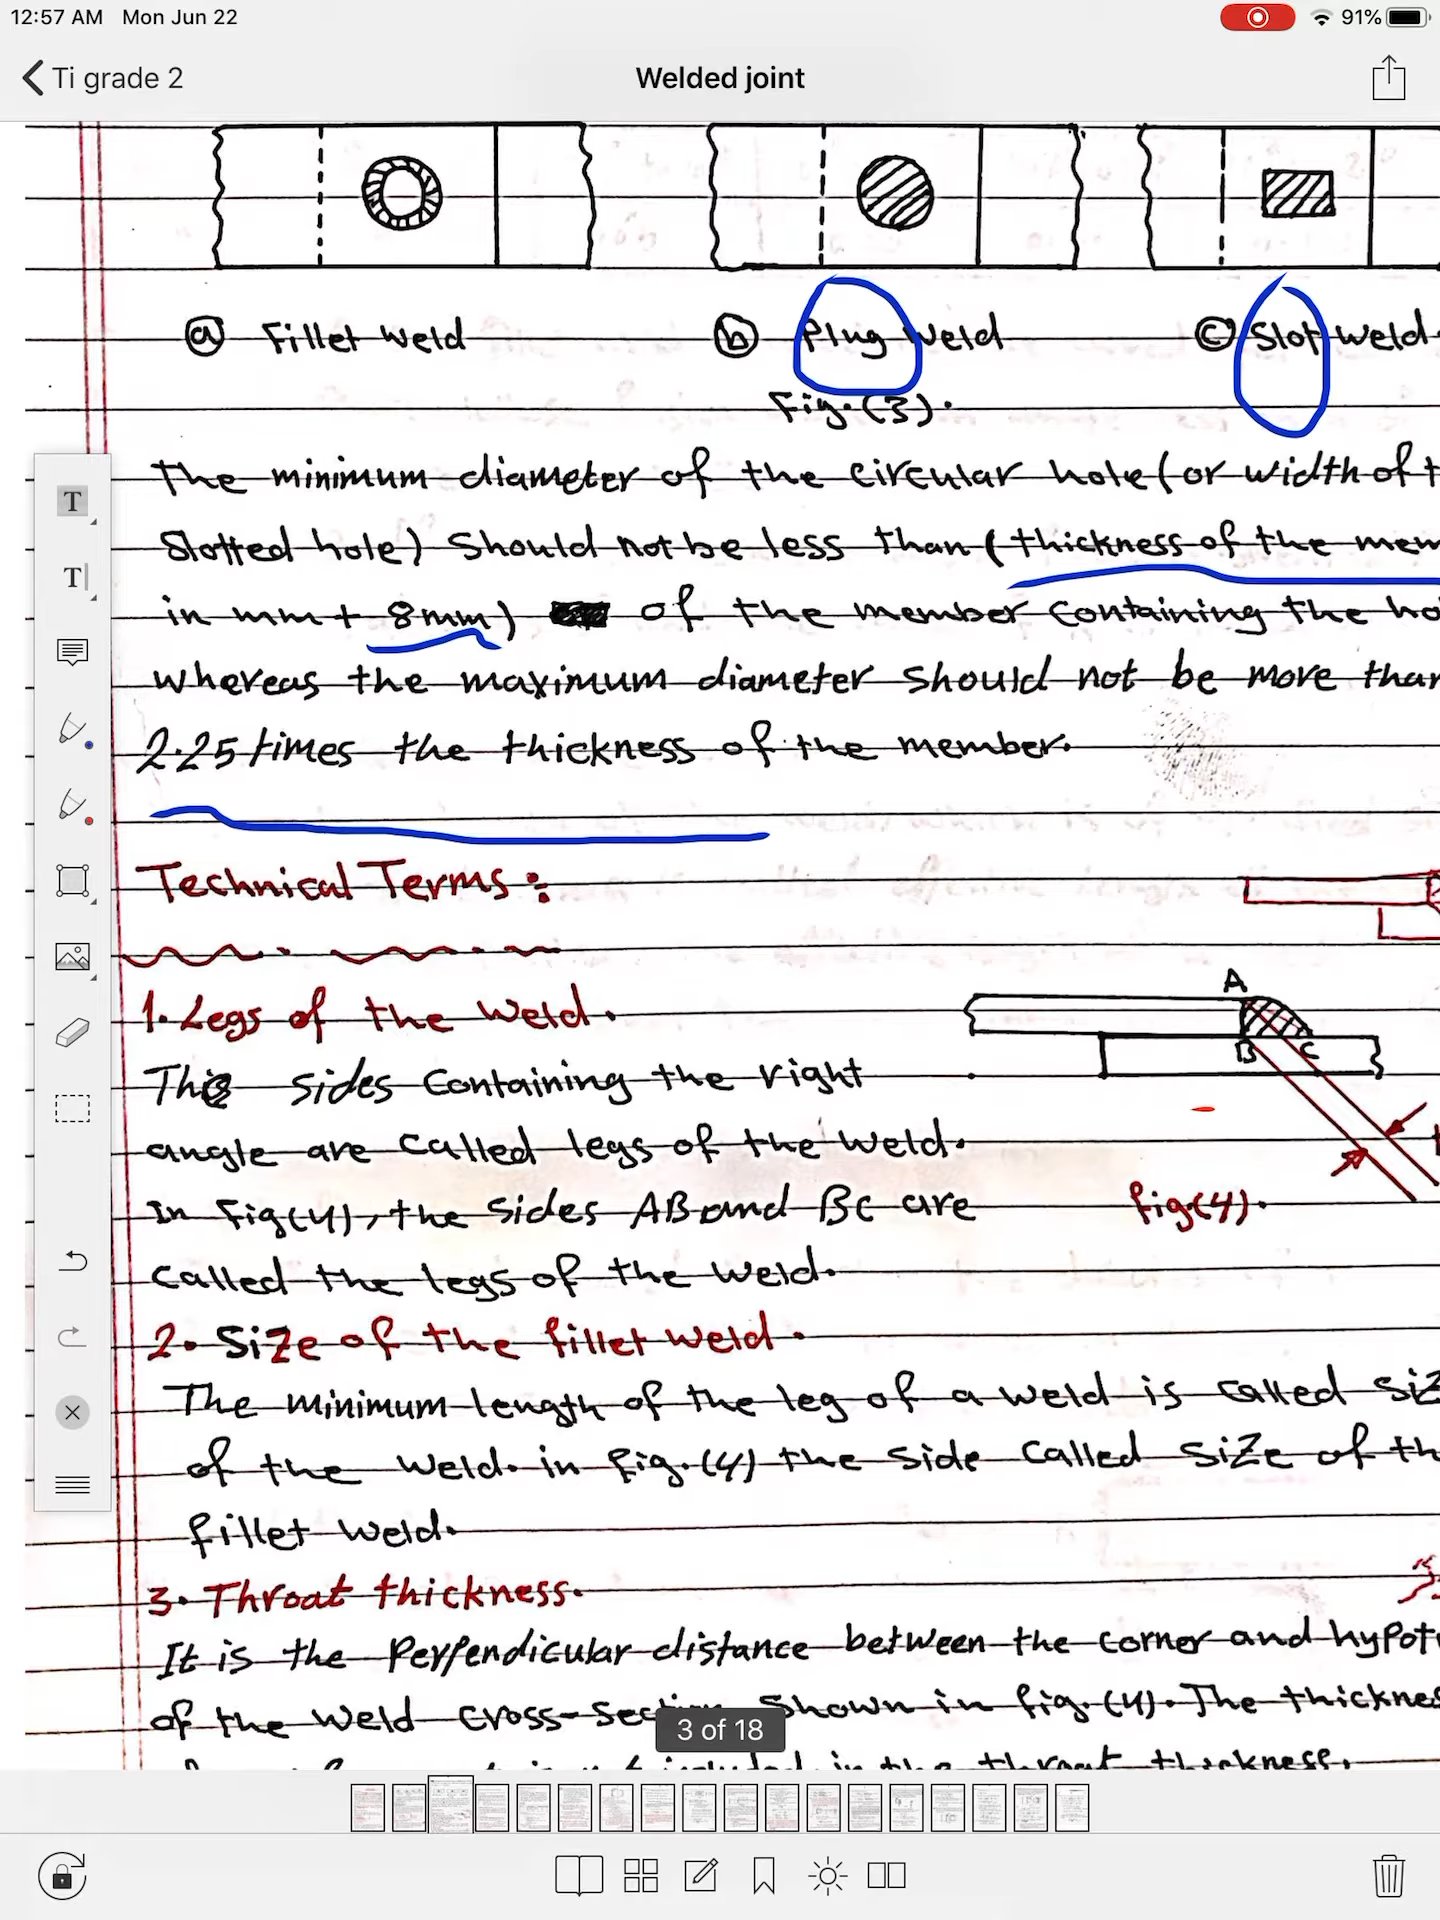 12:57 AM Mon Jun 22
91%
Ti grade 2
Welded joint
ⓐ Fillet weld
ⓑ Plug weld
ⓒ Slot weld
Fig.(3).
The minimum diameter of the circular hole (or width of t
Slotted hole) Should not be less than (thickness of the mem
in mm + 8mm) of the member containing the ho
whereas the maximum diameter should not be more than
2.25 times the thickness of the member.
Technical Terms:
1. Legs of the weld.
A
B
C
This sides Containing the right
angle are called legs of the weld.
In Fig(4), the sides AB and BC are
fig(4).
Called the legs of the weld.
2. Size of the fillet weld.
The minimum length of the leg of a weld is called siz
of the weld. in fig.(4) the side called size of th
fillet weld.
3. Throat thickness.
It is the Perpendicular distance between the corner and hypot
of the weld cross-section Shown in fig.(4). The thicknes
3 of 18
in the throat thickness.
T
T